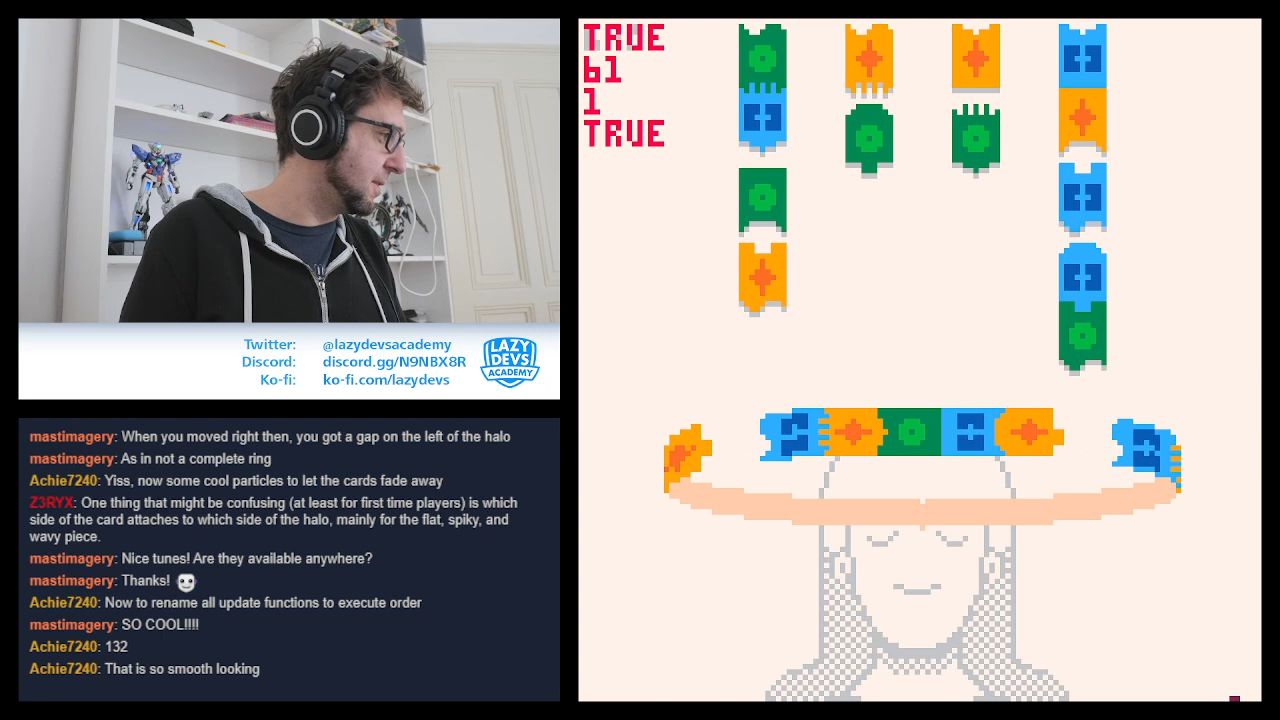 Twitter: @lazydevsacademy
Discord: discord.gg/N9NBX8R
Ko-fi: ko-fi.com/lazydevs
LAZY
DEVS
ACADEMY
mastimagery: When you moved right then, you got a gap on the left of the halo
mastimagery: As in not a complete ring
Achie7240: Yiss, now some cool particles to let the cards fade away
Z3RYX: One thing that might be confusing (at least for first time players) is which
side of the card attaches to which side of the halo, mainly for the flat, spiky, and
wavy piece.
mastimagery: Nice tunes! Are they available anywhere?
mastimagery: Thanks!
Achie7240: Now to rename all update functions to execute order
mastimagery: SO COOL!!!!
Achie7240: 132
Achie7240: That is so smooth looking
TRUE
61
1
TRUE